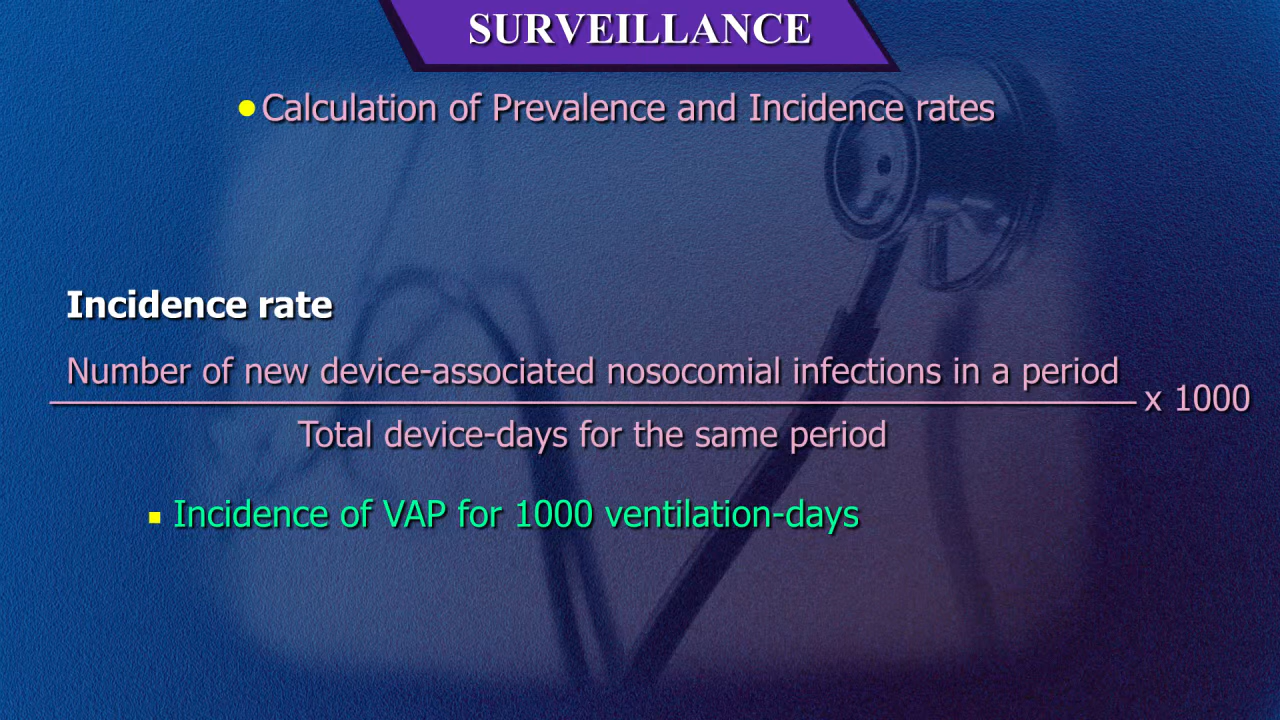 SURVEILLANCE
• Calculation of Prevalence and Incidence rates
Incidence rate
Number of new device-associated nosocomial infections in a period
x 1000
Total device-days for the same period
▪ Incidence of VAP for 1000 ventilation-days